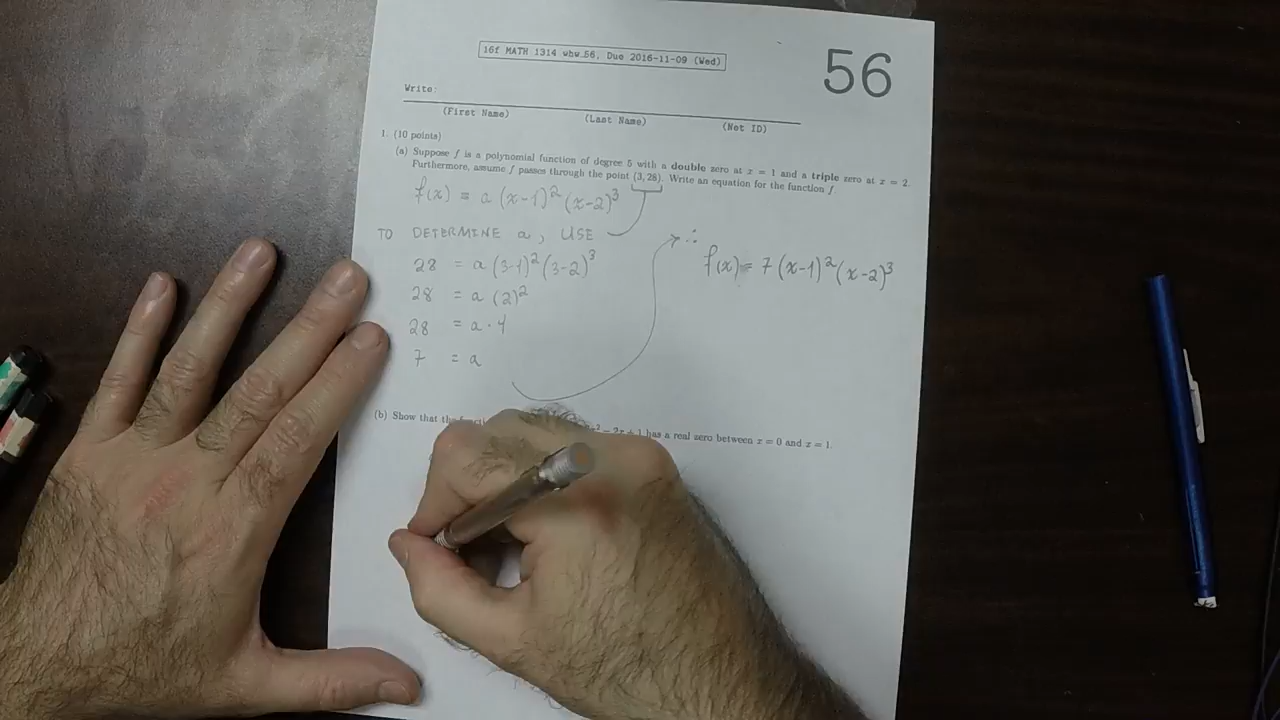 16f MATH 1314 wbw 56, Due 2016-11-09 (Wed)
56
Write:
(First Name) (Last Name) (Net ID)
1. (10 points)
(a) Suppose f is a polynomial function of degree 5 with a double zero at x = 1 and a triple zero at x = 2.
Furthermore, assume f passes through the point (3, 28). Write an equation for the function f.
f(x) = a (x-1)² (x-2)³
TO DETERMINE a, USE
28 = a (3-1)² (3-2)³
28 = a (2)²
28 = a · 4
7 = a
∴ f(x) = 7 (x-1)² (x-2)³
(b) Show that the has a real zero between x = 0 and x = 1.